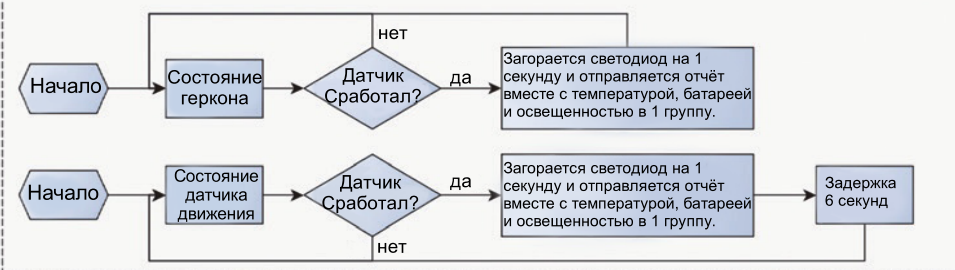 нет
Начало
Состояние
геркона
Датчик
Сработал?
да
Загорается светодиод на 1
секунду и отправляется отчёт
вместе с температурой, батареей
и освещенностью в 1 группу.
Начало
Состояние
датчика
движения
Датчик
Сработал?
да
Загорается светодиод на 1
секунду и отправляется отчёт
вместе с температурой, батареей
и освещенностью в 1 группу.
Задержка
6 секунд
нет